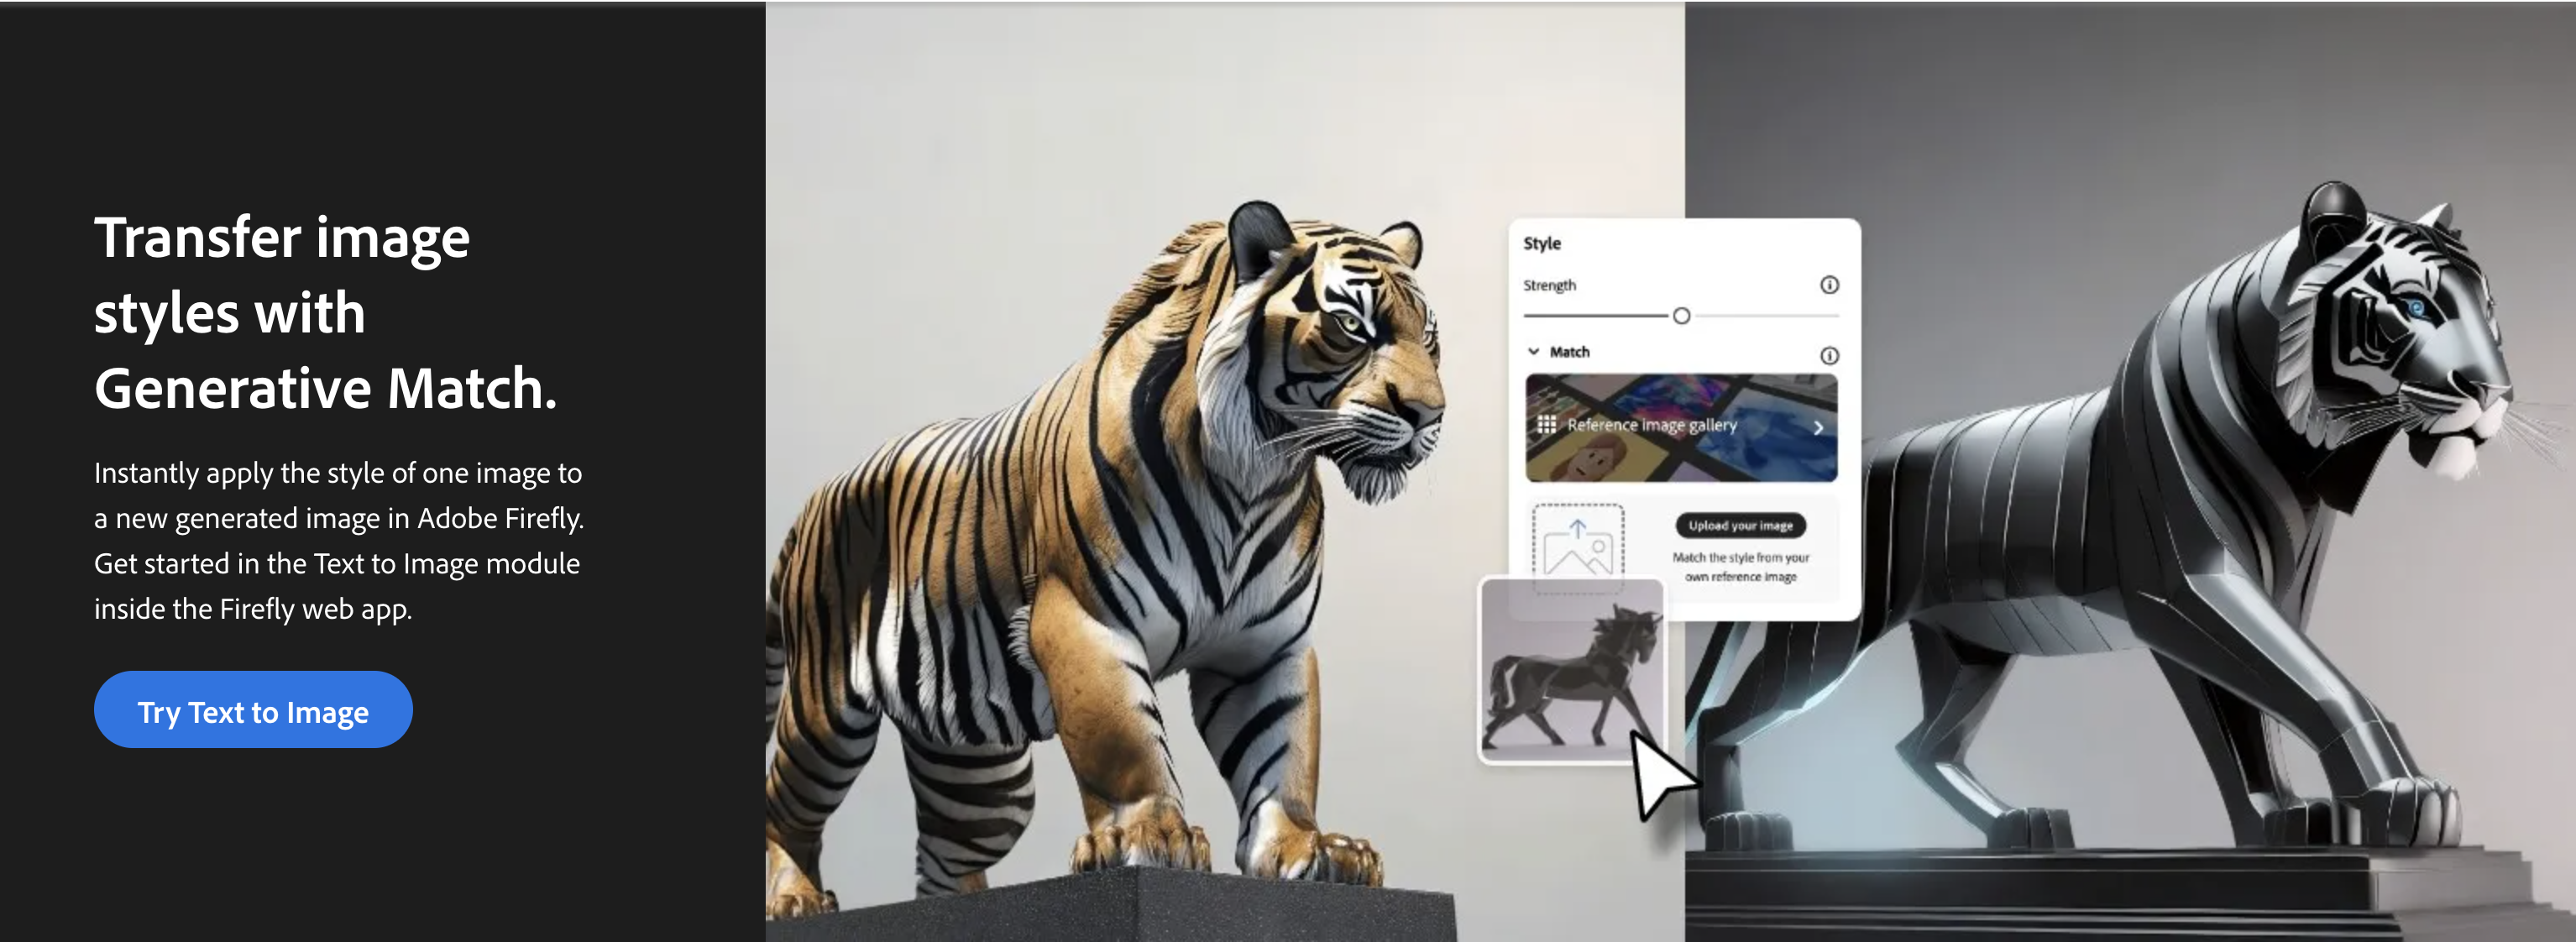 Transfer image
styles with
Generative Match.
Instantly apply the style of one image to
a new generated image in Adobe Firefly.
Get started in the Text to Image module
inside the Firefly web app.
Try Text to Image
Style
Strength
Match
Reference image gallery
Upload your image
Match the style from your
own reference image